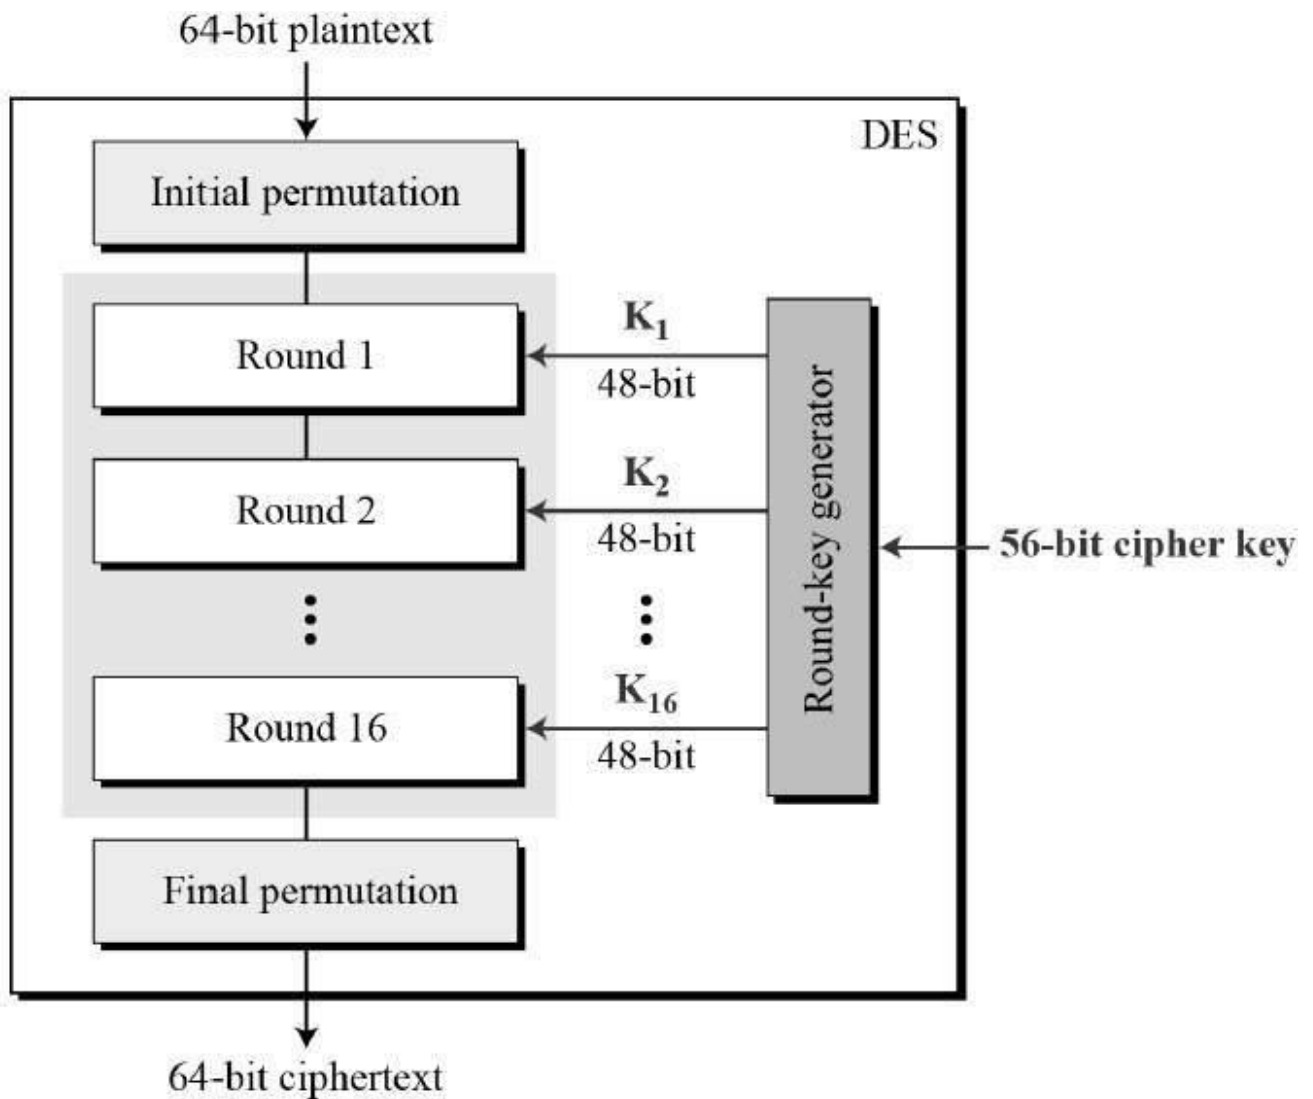 64-bit plaintext
DES
Initial permutation
K₁
Round 1
48-bit
K₂
Round 2
48-bit
Round-key generator
56-bit cipher key
K₁₆
Round 16
48-bit
Final permutation
64-bit ciphertext